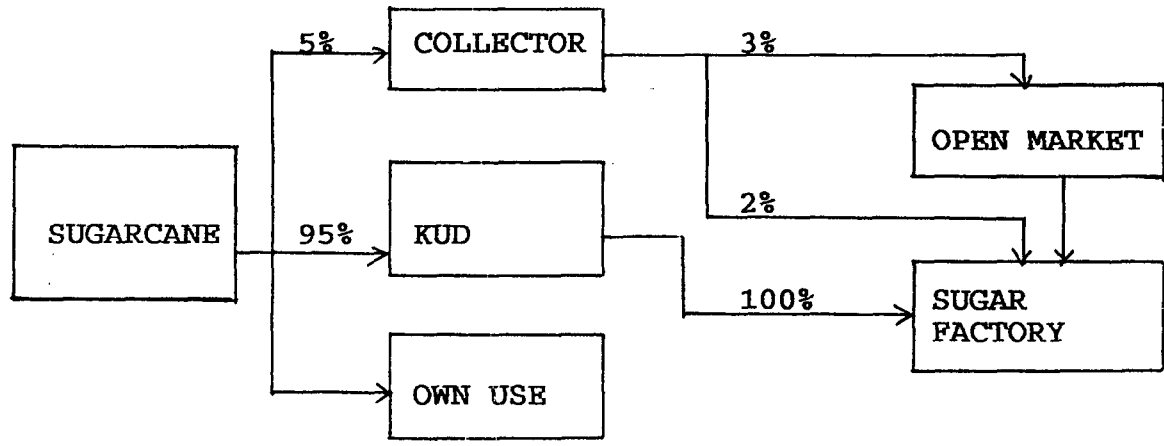 5%
COLLECTOR
3%
OPEN MARKET
SUGARCANE
95%
KUD
2%
100%
SUGAR
FACTORY
OWN USE